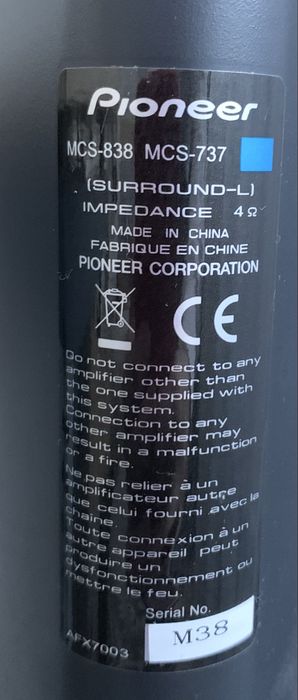 Pioneer
MCS-838 MCS-737
(SURROUND-L)
IMPEDANCE 4Ω
MADE IN CHINA
FABRIQUE EN CHINE
PIONEER CORPORATION
CE
Do not connect to any
amplifier other than
the one supplied with
this system.
Connection to any
other amplifier may
result in a malfunction
or a fire.
Ne pas relier à un
amplificateur autre
que celui fourni avec la
chaine.
Toute connexion à un
autre appareil peut
produire un
dysfonctionnement ou
mettre le feu.
Serial No.
AFX7003 M38